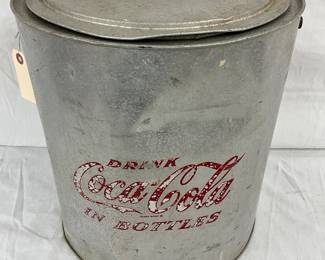 DRINK
Coca-Cola
IN BOTTLES